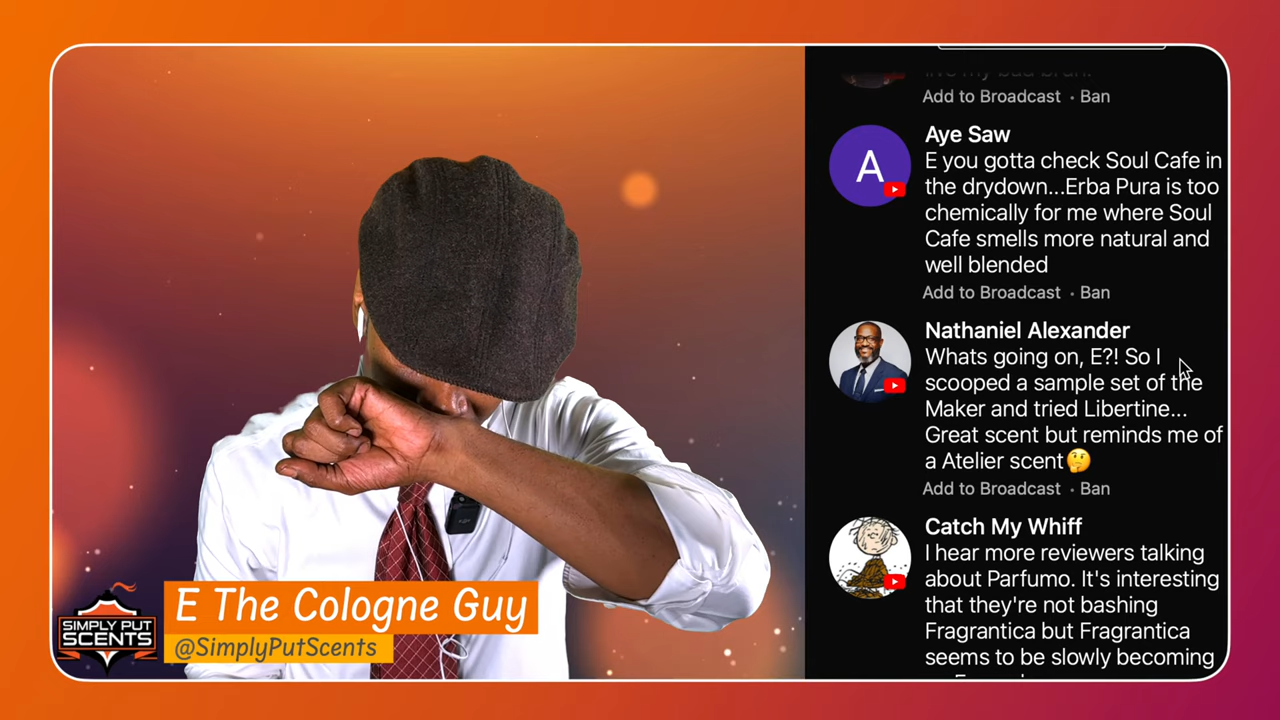 Add to Broadcast • Ban
Aye Saw
A
E you gotta check Soul Cafe in
the drydown...Erba Pura is too
chemically for me where Soul
Cafe smells more natural and
well blended
Add to Broadcast • Ban
Nathaniel Alexander
Whats going on, E?! So I
scooped a sample set of the
Maker and tried Libertine...
Great scent but reminds me of
a Atelier scent🤔
Add to Broadcast • Ban
Catch My Whiff
I hear more reviewers talking
about Parfumo. It's interesting
that they're not bashing
Fragrantica but Fragrantica
seems to be slowly becoming
E The Cologne Guy
@SimplyPutScents
SIMPLY PUT
SCENTS